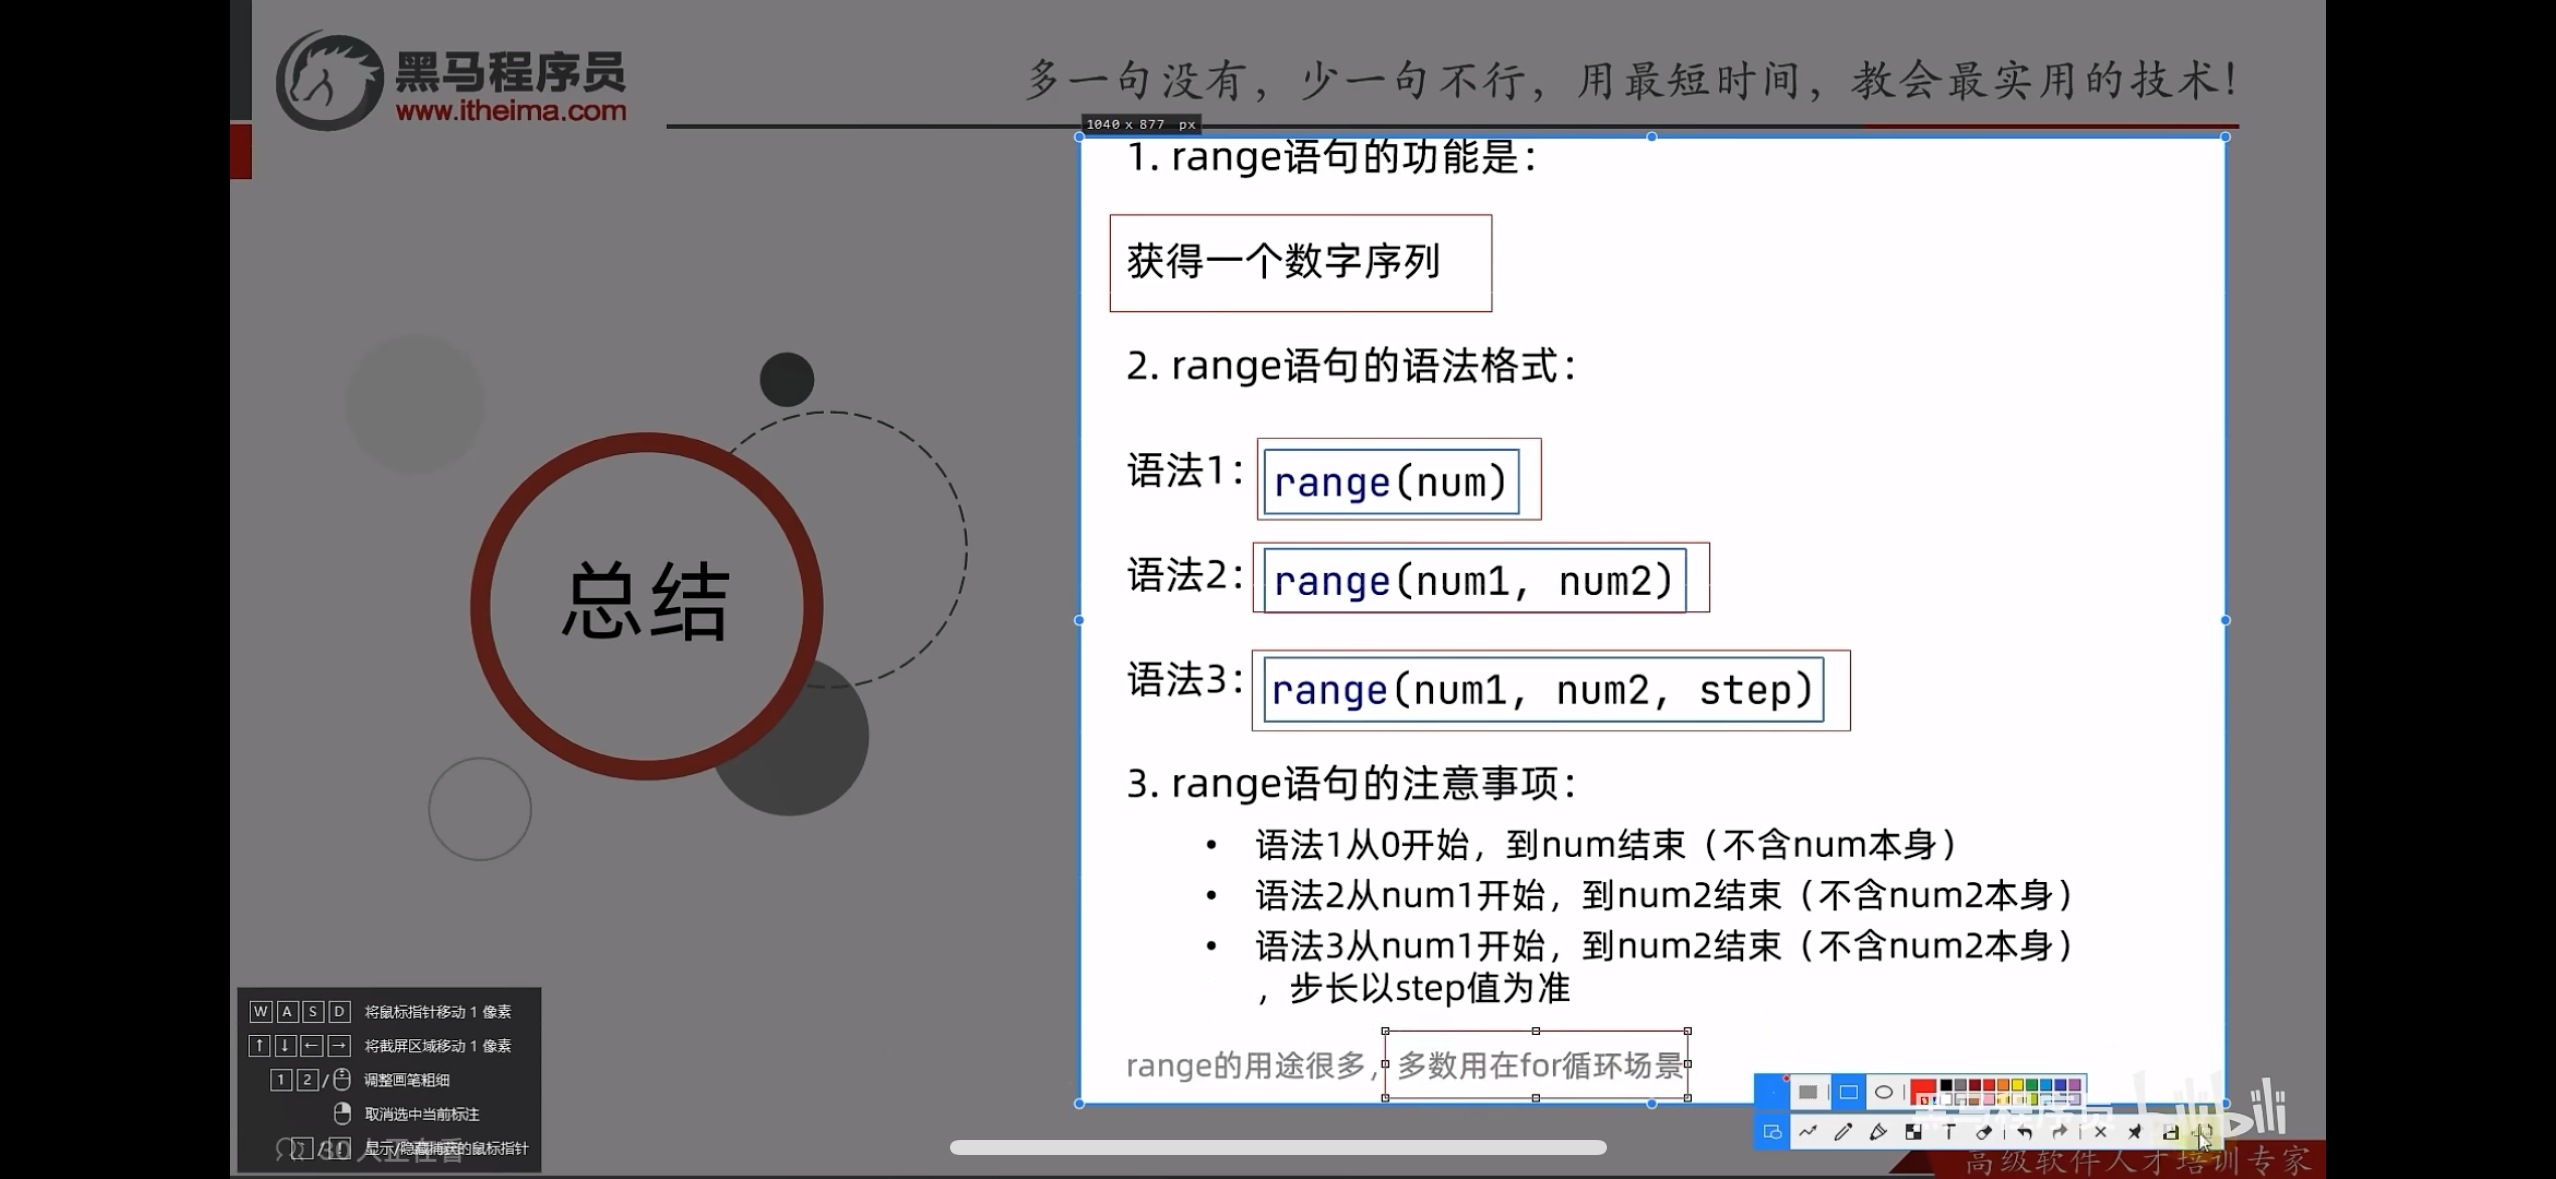 黑马程序员
www.itheima.com
多一句没有，少一句不行，用最短时间，教会最实用的技术！
1040 x 877 px
1. range语句的功能是：
获得一个数字序列
2. range语句的语法格式：
语法1：range(num)
语法2：range(num1, num2)
语法3：range(num1, num2, step)
3. range语句的注意事项：
• 语法1从0开始，到num结束（不含num本身）
• 语法2从num1开始，到num2结束（不含num2本身）
• 语法3从num1开始，到num2结束（不含num2本身）
，步长以step值为准
range的用途很多，多数用在for循环场景
总结
W A S D 将鼠标指针移动 1 像素
↑ ↓ ← → 将截屏区域移动 1 像素
1 2 / 调整画笔粗细
取消选中当前标注
显示/隐藏捕获的鼠标指针
人正在看
黑马程序员 bilibili
高级软件人才培训专家